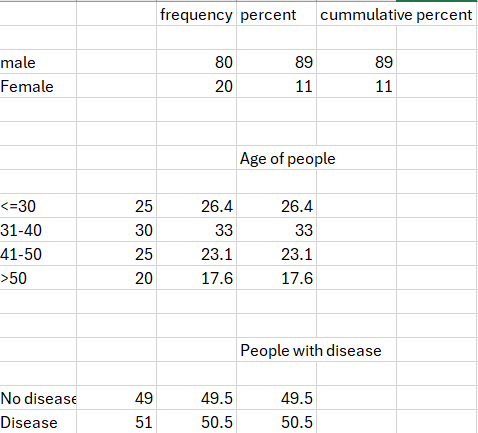 frequency percent cummulative percent
male 80 89 89
Female 20 11 11
Age of people
<=30 25 26.4 26.4
31-40 30 33 33
41-50 25 23.1 23.1
>50 20 17.6 17.6
People with disease
No disease 49 49.5 49.5
Disease 51 50.5 50.5